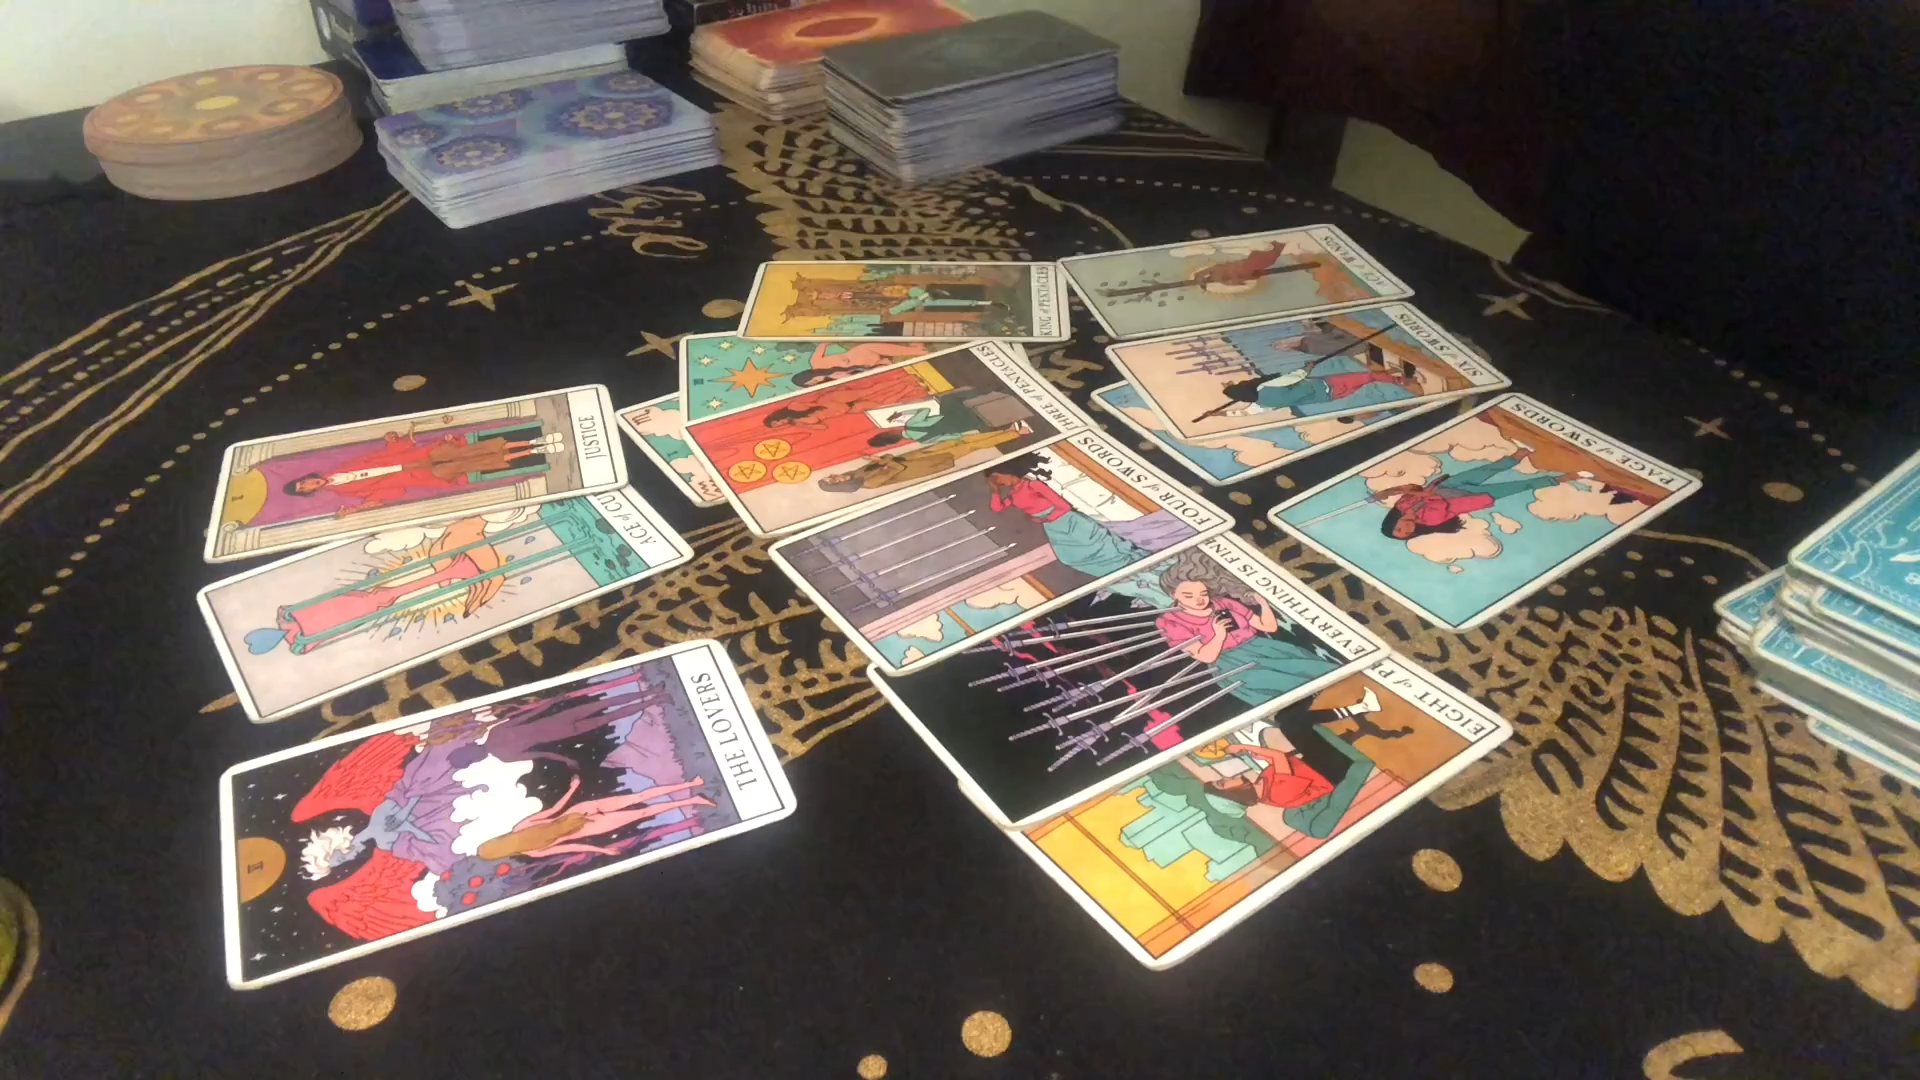 ACE of WANDS
KING of PENTACLES
SIX of SWORDS
THREE of PENTACLES
JUSTICE
PAGE of SWORDS
FOUR of SWORDS
ACE of CU
EVERYTHING IS FINE
THE LOVERS
EIGHT of P